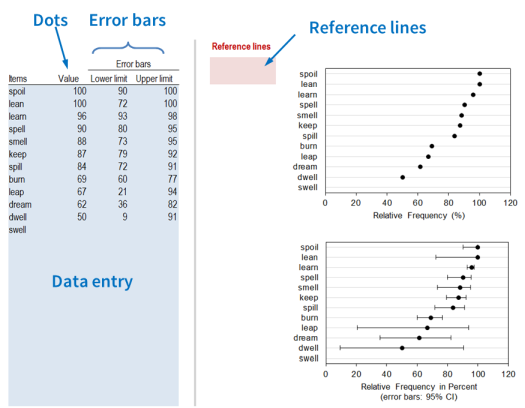 Dots Error bars
Reference lines
Reference lines
Error bars
Items Value Lower limit Upper limit
spoil 100 90 100
lean 100 72 100
learn 96 93 98
spell 90 80 95
smell 88 73 95
keep 87 79 92
spill 84 72 91
burn 69 60 77
leap 67 21 94
dream 62 36 82
dwell 50 9 91
swell
Data entry
spoil
lean
learn
spell
smell
keep
spill
burn
leap
dream
dwell
swell
0 20 40 60 80 100 120
Relative Frequency (%)
spoil
lean
learn
spell
smell
keep
spill
burn
leap
dream
dwell
swell
0 20 40 60 80 100 120
Relative Frequency in Percent
(error bars: 95% CI)